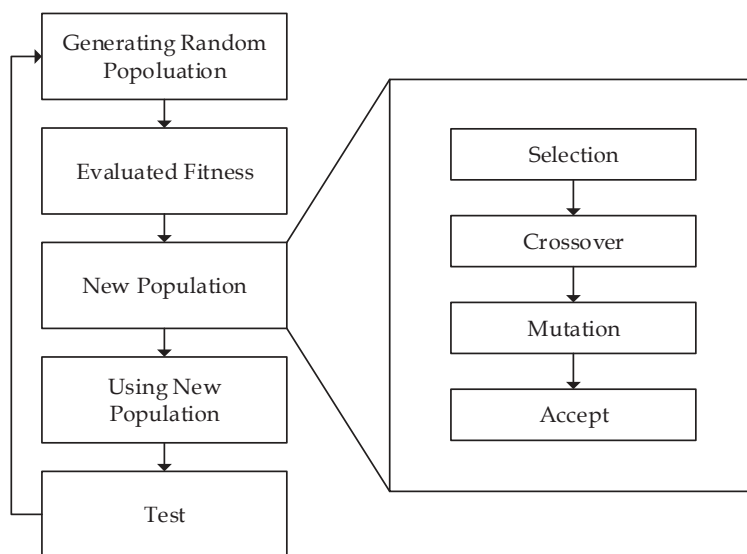 Generating Random
Popoluation
Evaluated Fitness
New Population
Using New
Population
Test
Selection
Crossover
Mutation
Accept